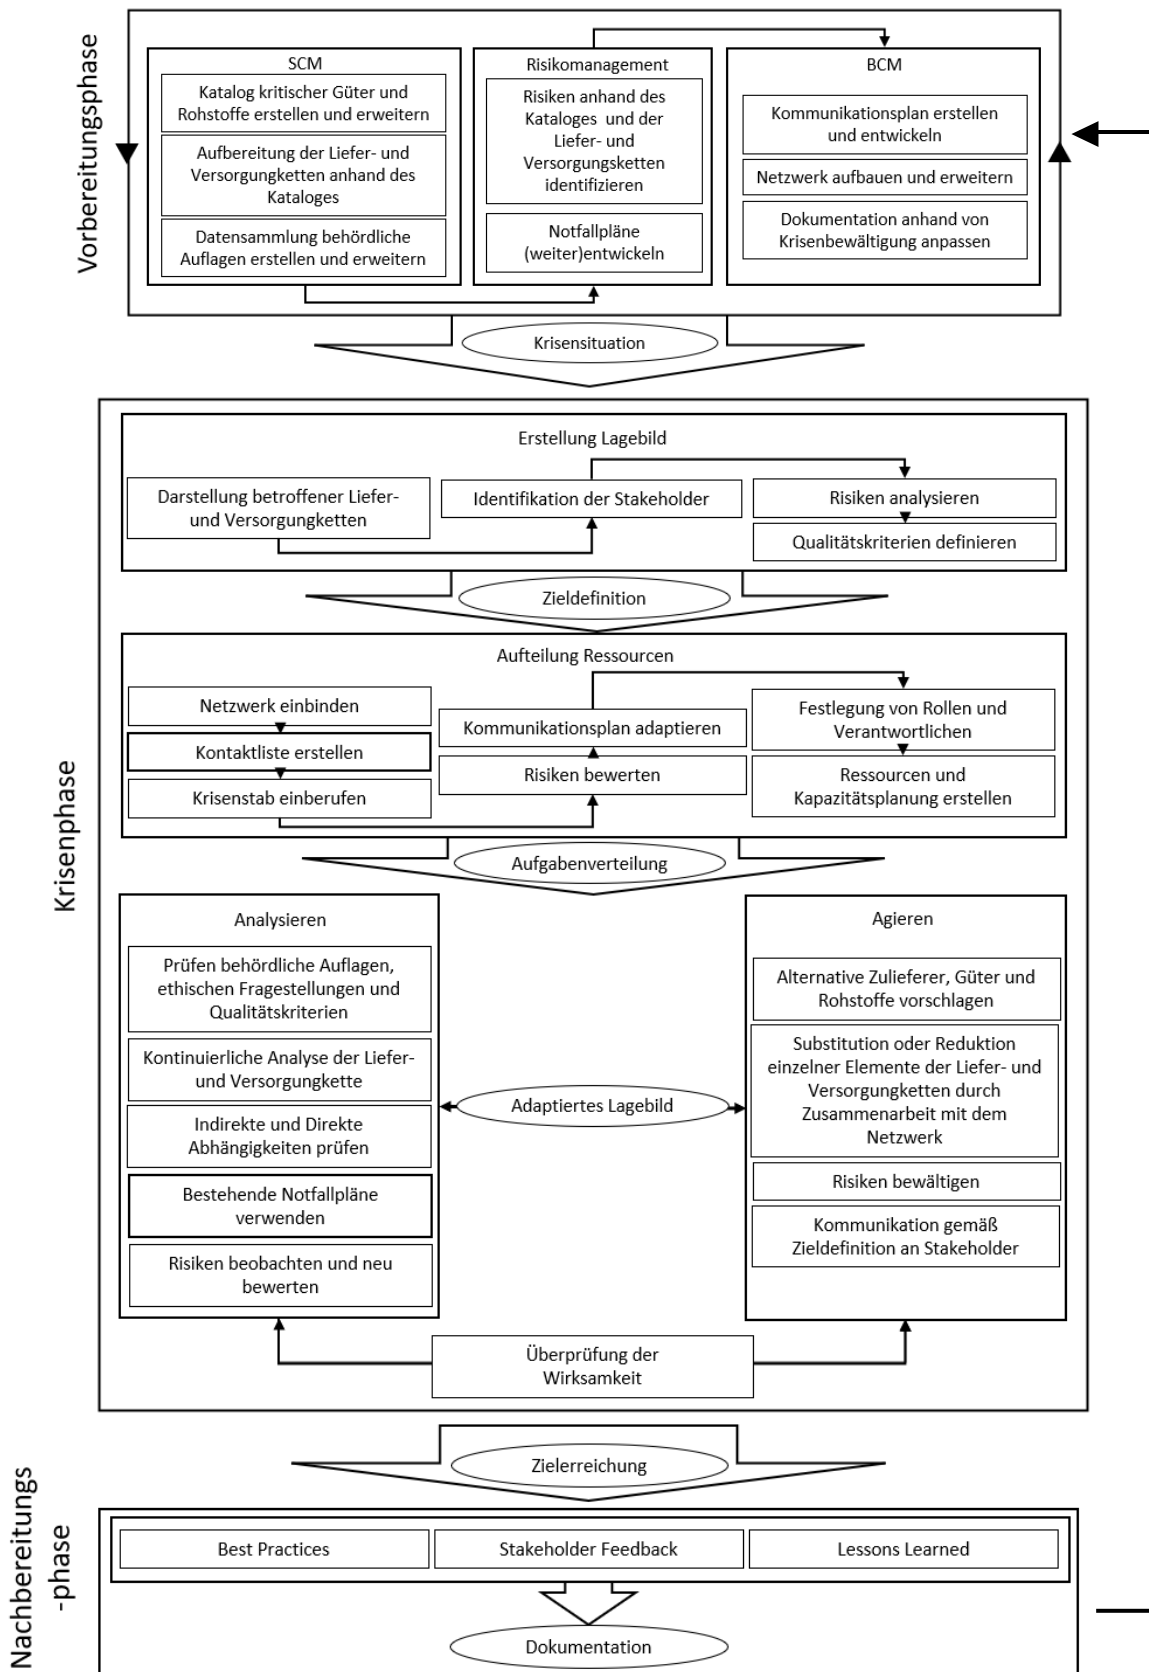 Vorbereitungsphase
SCM
Katalog kritischer Güter und
Rohstoffe erstellen und erweitern
Aufbereitung der Liefer- und
Versorgungketten anhand des
Kataloges
Datensammlung behördliche
Auflagen erstellen und erweitern
Risikomanagement
Risiken anhand des
Kataloges und der
Liefer- und
Versorgungsketten
identifizieren
Notfallpläne
(weiter)entwickeln
BCM
Kommunikationsplan erstellen
und entwickeln
Netzwerk aufbauen und erweitern
Dokumentation anhand von
Krisenbewältigung anpassen
Krisensituation
Krisenphase
Erstellung Lagebild
Darstellung betroffener Liefer-
und Versorgungketten
Identifikation der Stakeholder
Risiken analysieren
Qualitätskriterien definieren
Zieldefinition
Aufteilung Ressourcen
Netzwerk einbinden
Kontaktliste erstellen
Krisenstab einberufen
Kommunikationsplan adaptieren
Risiken bewerten
Festlegung von Rollen und
Verantwortlichen
Ressourcen und
Kapazitätsplanung erstellen
Aufgabenverteilung
Analysieren
Prüfen behördliche Auflagen,
ethischen Fragestellungen und
Qualitätskriterien
Kontinuierliche Analyse der Liefer-
und Versorgungkette
Indirekte und Direkte
Abhängigkeiten prüfen
Bestehende Notfallpläne
verwenden
Risiken beobachten und neu
bewerten
Adaptiertes Lagebild
Agieren
Alternative Zulieferer, Güter und
Rohstoffe vorschlagen
Substitution oder Reduktion
einzelner Elemente der Liefer- und
Versorgungketten durch
Zusammenarbeit mit dem
Netzwerk
Risiken bewältigen
Kommunikation gemäß
Zieldefinition an Stakeholder
Überprüfung der
Wirksamkeit
Zielerreichung
Nachbereitungs
-phase
Best Practices
Stakeholder Feedback
Lessons Learned
Dokumentation